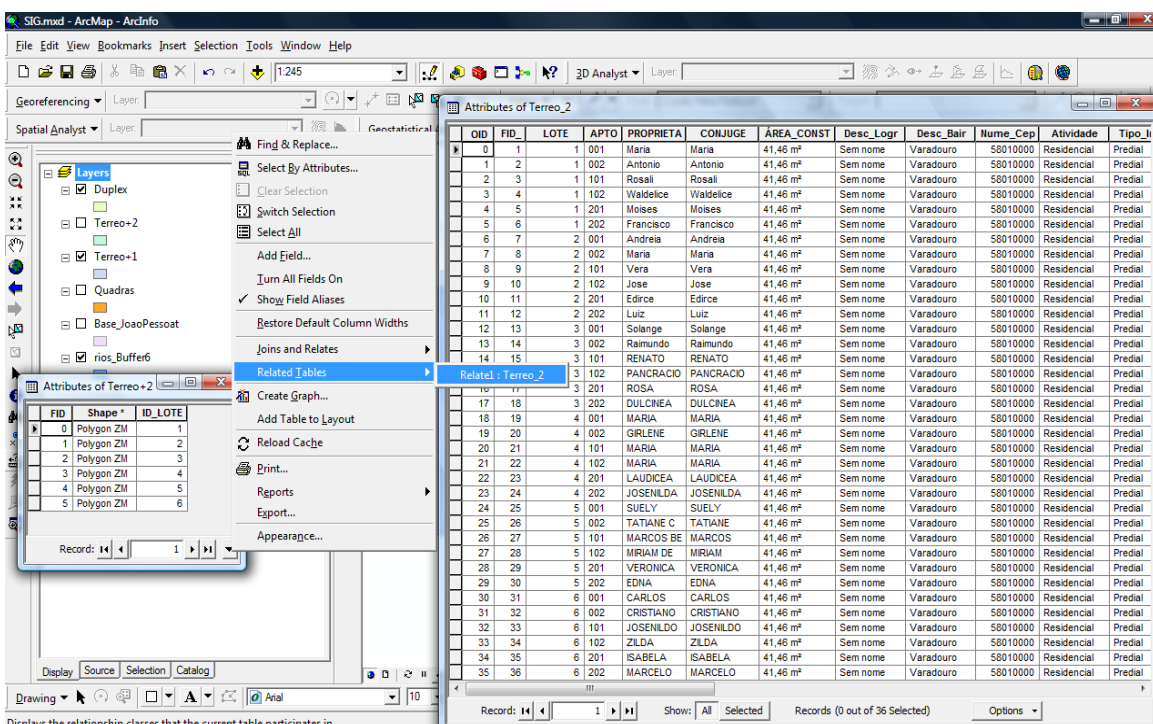 SIG.mxd - ArcMap - ArcInfo
File Edit View Bookmarks Insert Selection Tools Window Help
1:245
3D Analyst Layer:
Georeferencing Layer:
Spatial Analyst Layer:
Geostatistical
Layers
Duplex
Terreo+2
Terreo+1
Quadras
Base_JoaoPessoat
rios_Buffer6
Find & Replace...
Select By Attributes...
Clear Selection
Switch Selection
Select All
Add Field...
Turn All Fields On
Show Field Aliases
Restore Default Column Widths
Joins and Relates
Related Tables
Relate1 : Terreo_2
Create Graph...
Add Table to Layout
Reload Cache
Print...
Reports
Export...
Appearance...
Attributes of Terreo+2
FID Shape * ID_LOTE
0 Polygon ZM 1
1 Polygon ZM 2
2 Polygon ZM 3
3 Polygon ZM 4
4 Polygon ZM 5
5 Polygon ZM 6
Record: 1
Attributes of Terreo_2
OID FID_ LOTE APTO PROPRIETA CONJUGE ÁREA_CONST Desc_Logr Desc_Bair Nume_Cep Atividade
0 1 1 001 Maria Maria 41,46 m² Sem nome Varadouro 58010000 Residencial Predial
1 2 1 002 Antonio Antonio 41,46 m² Sem nome Varadouro 58010000 Residencial Predial
2 3 1 101 Rosali Rosali 41,46 m² Sem nome Varadouro 58010000 Residencial Predial
3 4 1 102 Waldelice Waldelice 41,46 m² Sem nome Varadouro 58010000 Residencial Predial
4 5 1 201 Moises Moises 41,46 m² Sem nome Varadouro 58010000 Residencial Predial
5 6 1 202 Francisco Francisco 41,46 m² Sem nome Varadouro 58010000 Residencial Predial
6 7 2 001 Andreia Andreia 41,46 m² Sem nome Varadouro 58010000 Residencial Predial
7 8 2 002 Maria Maria 41,46 m² Sem nome Varadouro 58010000 Residencial Predial
8 9 2 101 Vera Vera 41,46 m² Sem nome Varadouro 58010000 Residencial Predial
9 10 2 102 Jose Jose 41,46 m² Sem nome Varadouro 58010000 Residencial Predial
10 11 2 201 Edirce Edirce 41,46 m² Sem nome Varadouro 58010000 Residencial Predial
11 12 2 202 Luiz Luiz 41,46 m² Sem nome Varadouro 58010000 Residencial Predial
12 13 3 001 Solange Solange 41,46 m² Sem nome Varadouro 58010000 Residencial Predial
13 14 3 002 Raimundo Raimundo 41,46 m² Sem nome Varadouro 58010000 Residencial Predial
14 15 3 101 RENATO RENATO 41,46 m² Sem nome Varadouro 58010000 Residencial Predial
3 102 PANCRACIO PANCRACIO 41,46 m² Sem nome Varadouro 58010000 Residencial Predial
3 201 ROSA ROSA 41,46 m² Sem nome Varadouro 58010000 Residencial Predial
17 18 3 202 DULCINEA DULCINEA 41,46 m² Sem nome Varadouro 58010000 Residencial Predial
18 19 4 001 MARIA MARIA 41,46 m² Sem nome Varadouro 58010000 Residencial Predial
19 20 4 002 GIRLENE GIRLENE 41,46 m² Sem nome Varadouro 58010000 Residencial Predial
20 21 4 101 MARIA MARIA 41,46 m² Sem nome Varadouro 58010000 Residencial Predial
21 22 4 102 MARIA MARIA 41,46 m² Sem nome Varadouro 58010000 Residencial Predial
22 23 4 201 LAUDICEA LAUDICEA 41,46 m² Sem nome Varadouro 58010000 Residencial Predial
23 24 4 202 JOSENILDA JOSENILDA 41,46 m² Sem nome Varadouro 58010000 Residencial Predial
24 25 5 001 SUELY SUELY 41,46 m² Sem nome Varadouro 58010000 Residencial Predial
25 26 5 002 TATIANE C TATIANE 41,46 m² Sem nome Varadouro 58010000 Residencial Predial
26 27 5 101 MARCOS BE MARCOS 41,46 m² Sem nome Varadouro 58010000 Residencial Predial
27 28 5 102 MIRIAM DE MIRIAM 41,46 m² Sem nome Varadouro 58010000 Residencial Predial
28 29 5 201 VERONICA VERONICA 41,46 m² Sem nome Varadouro 58010000 Residencial Predial
29 30 5 202 EDNA EDNA 41,46 m² Sem nome Varadouro 58010000 Residencial Predial
30 31 6 001 CARLOS CARLOS 41,46 m² Sem nome Varadouro 58010000 Residencial Predial
31 32 6 002 CRISTIANO CRISTIANO 41,46 m² Sem nome Varadouro 58010000 Residencial Predial
32 33 6 101 JOSENILDO JOSENILDO 41,46 m² Sem nome Varadouro 58010000 Residencial Predial
33 34 6 102 ZILDA ZILDA 41,46 m² Sem nome Varadouro 58010000 Residencial Predial
34 35 6 201 ISABELA ISABELA 41,46 m² Sem nome Varadouro 58010000 Residencial Predial
35 36 6 202 MARCELO MARCELO 41,46 m² Sem nome Varadouro 58010000 Residencial Predial
Record: 1 Show: All Selected Records (0 out of 36 Selected) Options
Display Source Selection Catalog
Drawing A Arial 10
Displays the relationship classes that the current table participates in